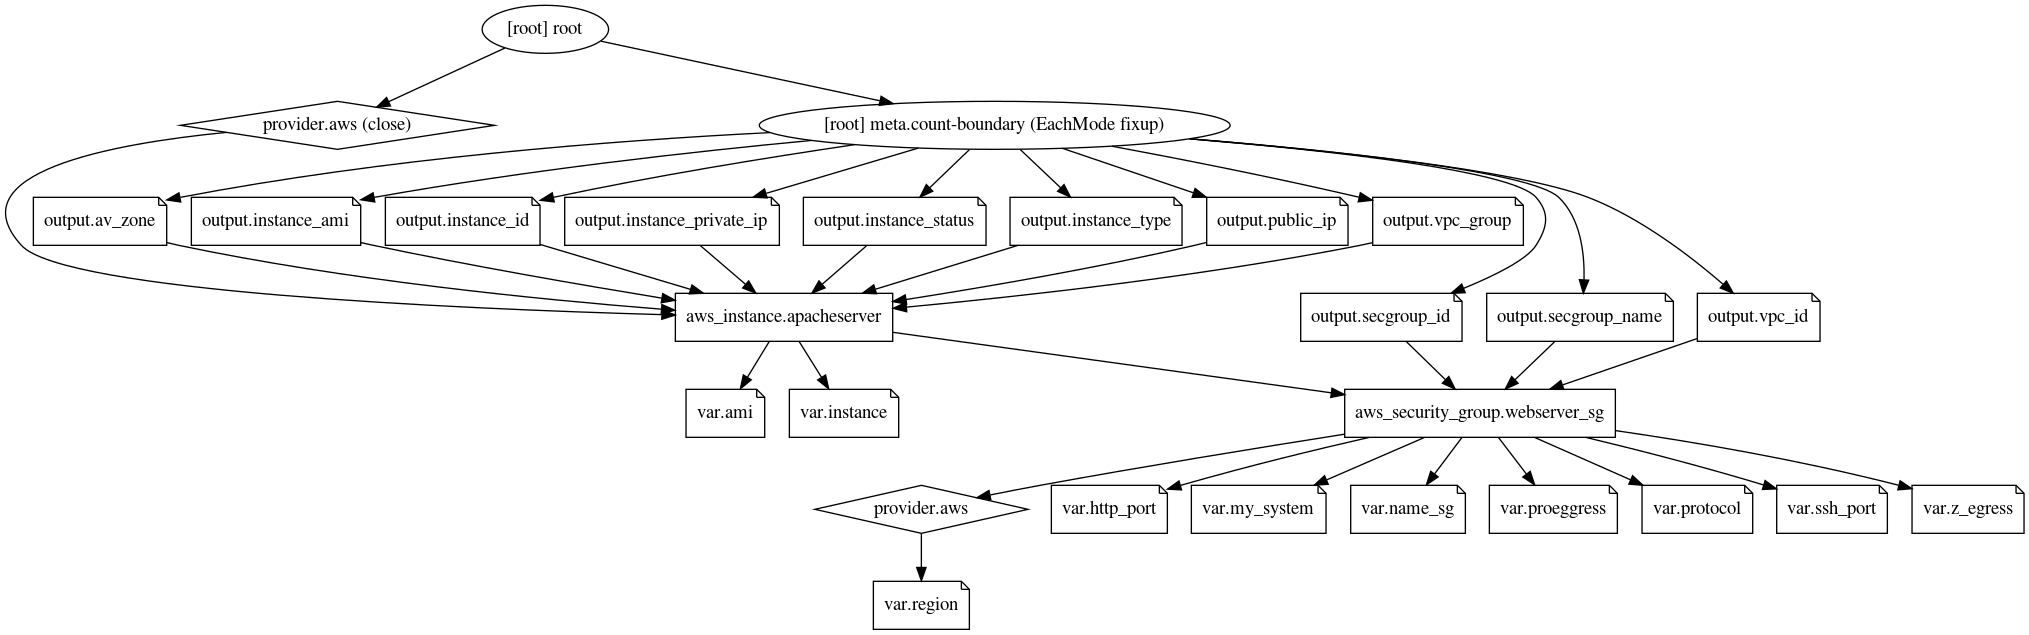 [root] root
provider.aws (close)
[root] meta.count-boundary (EachMode fixup)
output.av_zone
output.instance_ami
output.instance_id
output.instance_private_ip
output.instance_status
output.instance_type
output.public_ip
output.vpc_group
aws_instance.apacheserver
output.secgroup_id
output.secgroup_name
output.vpc_id
var.ami
var.instance
aws_security_group.webserver_sg
provider.aws
var.http_port
var.my_system
var.name_sg
var.proeggress
var.protocol
var.ssh_port
var.z_egress
var.region